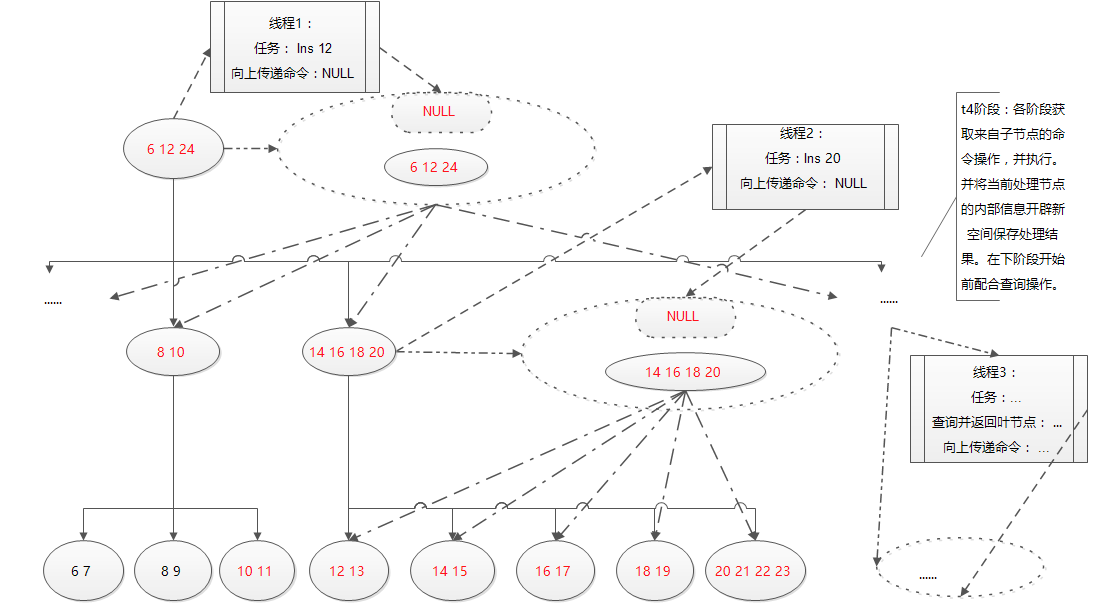 线程1：
任务： Ins 12
向上传递命令：NULL
NULL
6 12 24
6 12 24
线程2：
任务：Ins 20
向上传递命令： NULL
t4阶段：各阶段获
取来自子节点的命
令操作，并执行。
并将当前处理节点
的内部信息开辟新
空间保存处理结
果。在下阶段开始
前配合查询操作。
......
......
NULL
8 10
14 16 18 20
14 16 18 20
线程3：
任务：...
查询并返回叶节点： ...
向上传递命令： ...
6 7
8 9
10 11
12 13
14 15
16 17
18 19
20 21 22 23
......